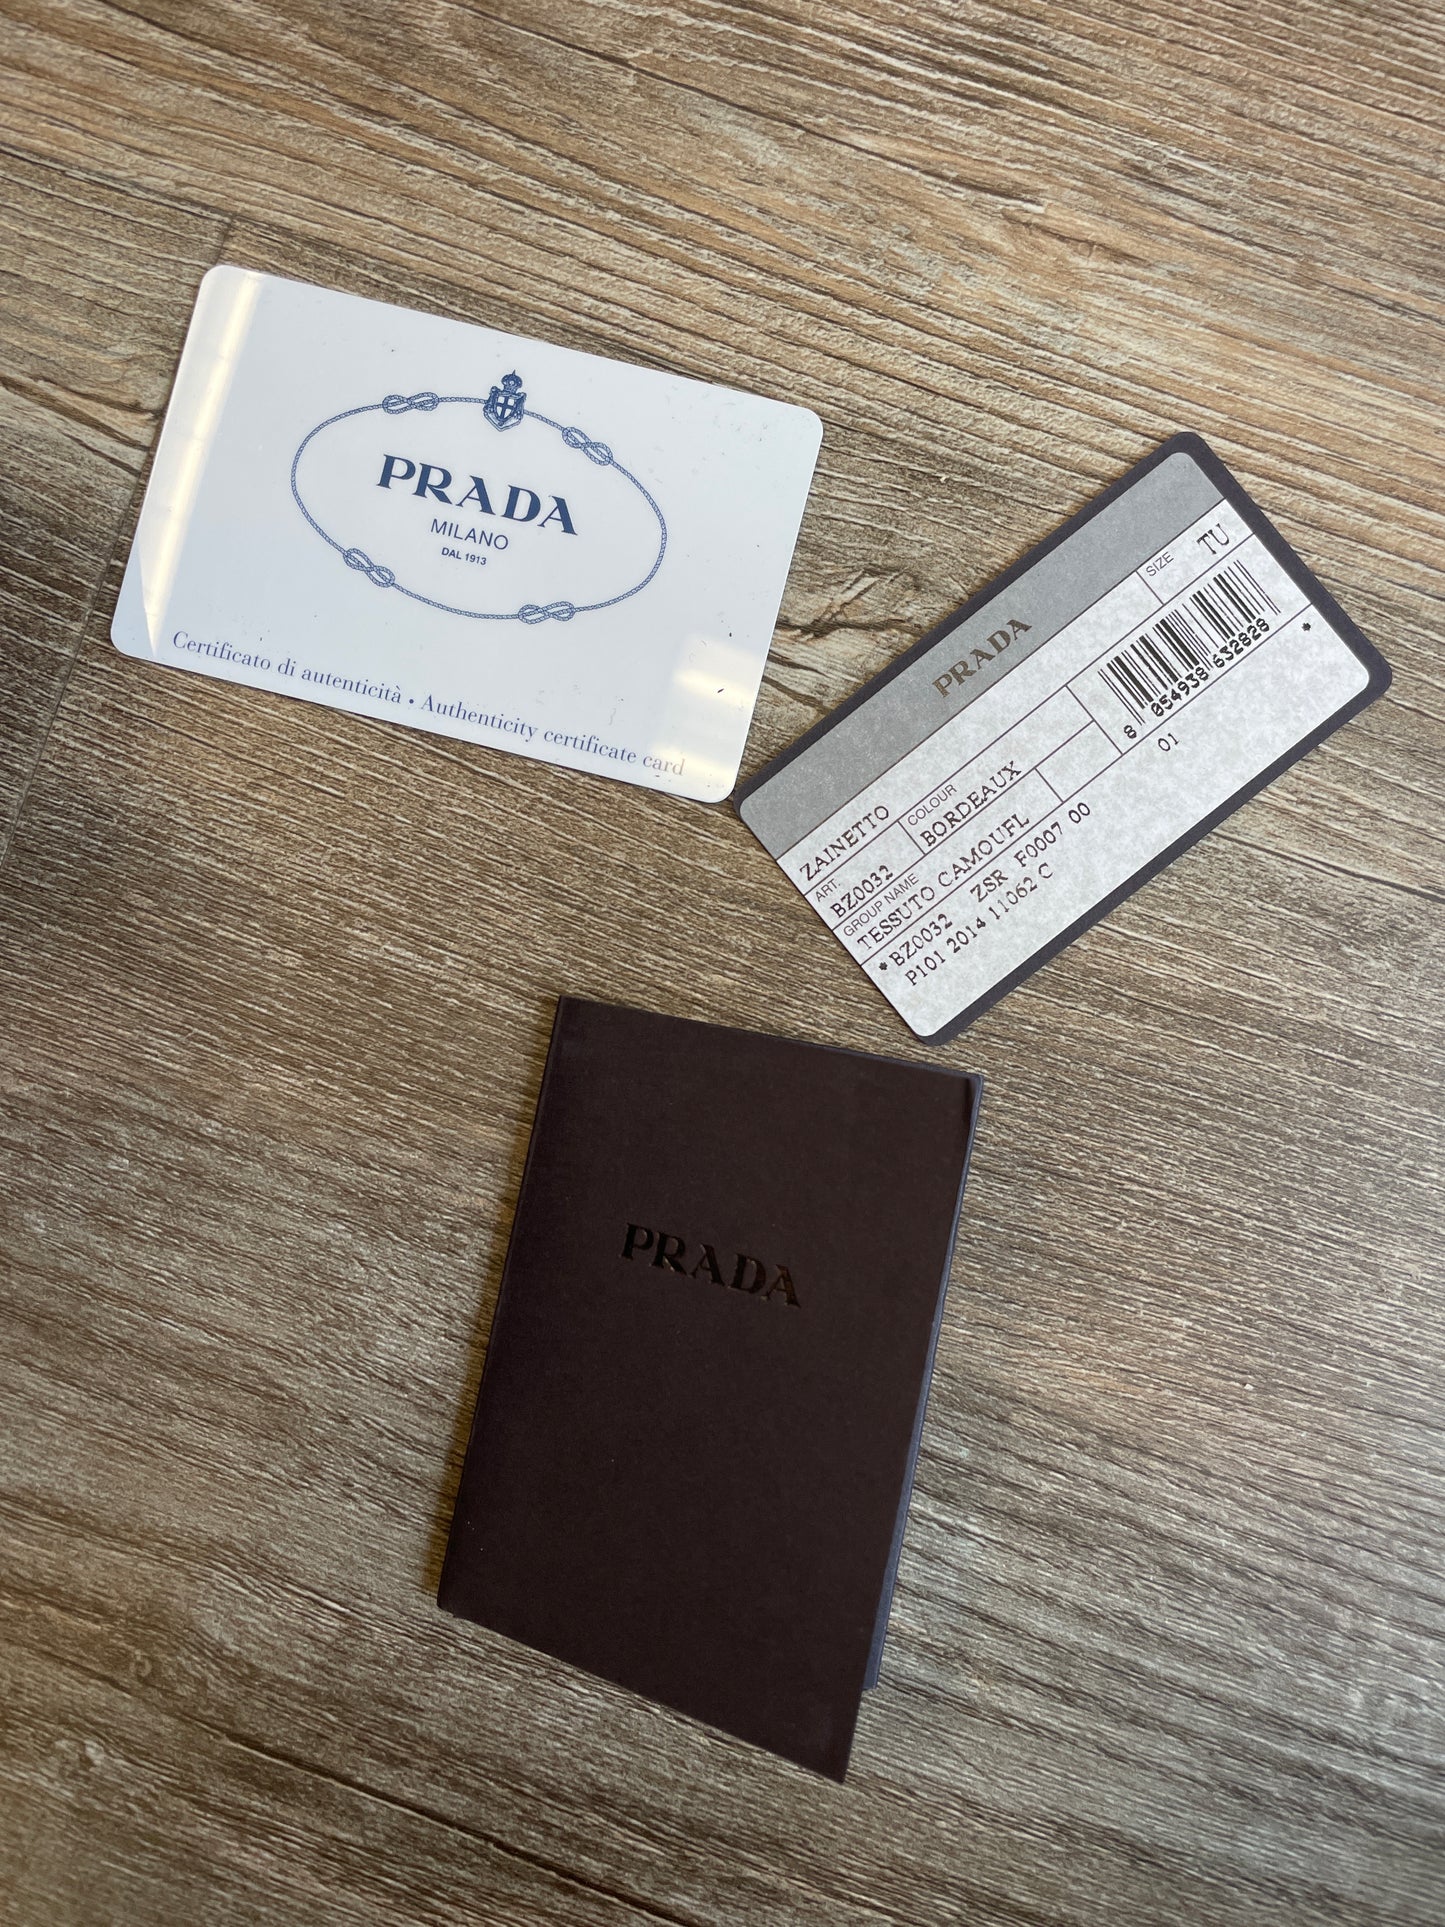 PRADA
MILANO
DAL 1913
Certificato di autenticità • Authenticity certificate card
PRADA
ZAINETTO
SIZE
TU
ART.
BZ0032
COLOUR
BORDEAUX
8 054938 632828
GROUP NAME
TESSUTO CAMOUFL
01
* BZ0032 ZSR F0007 00 *
P101 2014 11062 C
PRADA